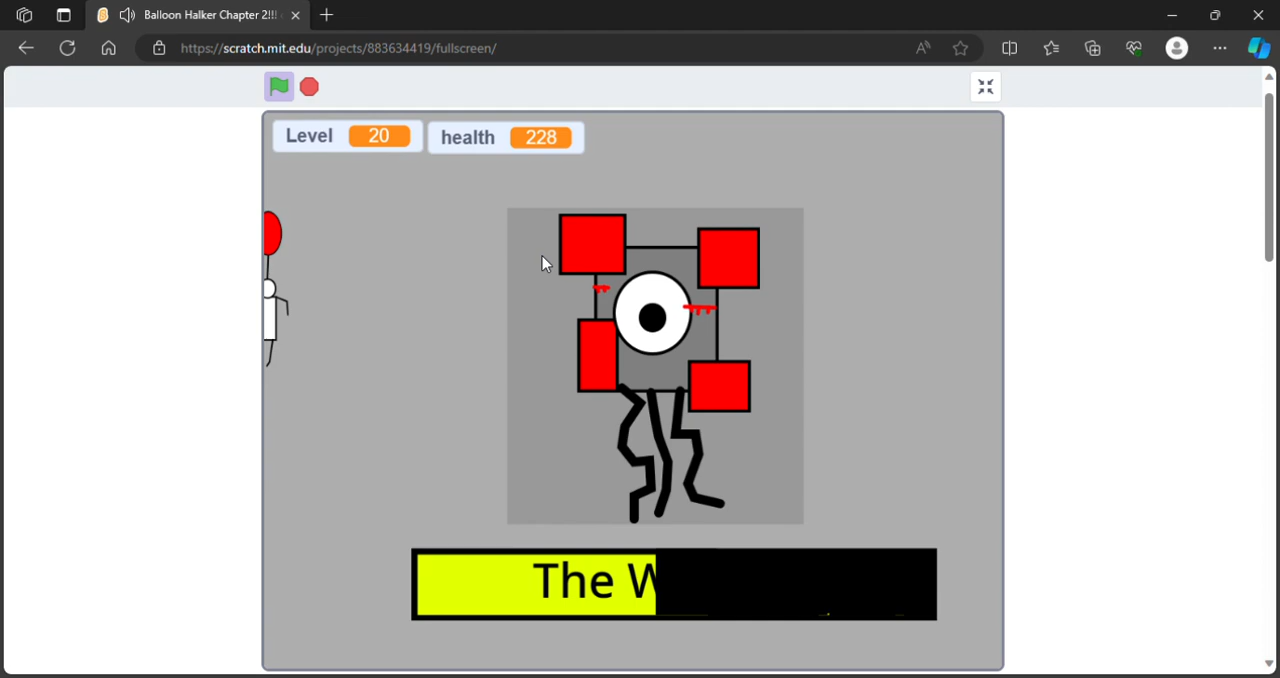 Balloon Halker Chapter 2!!!
https://scratch.mit.edu/projects/883634419/fullscreen/
Level 20 health 228
The W